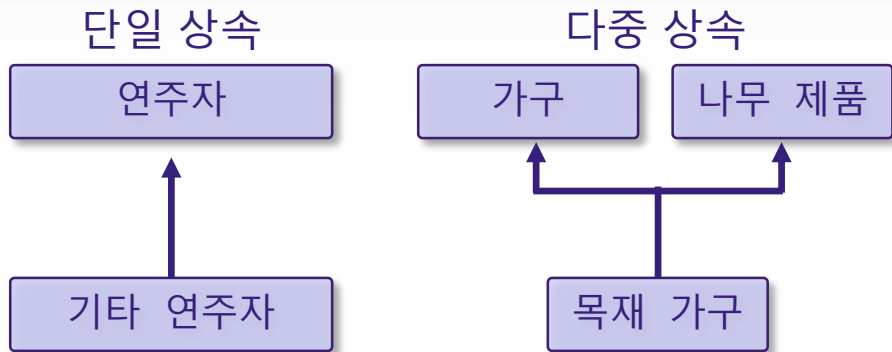 단일 상속
다중 상속
연주자
가구
나무 제품
기타 연주자
목재 가구